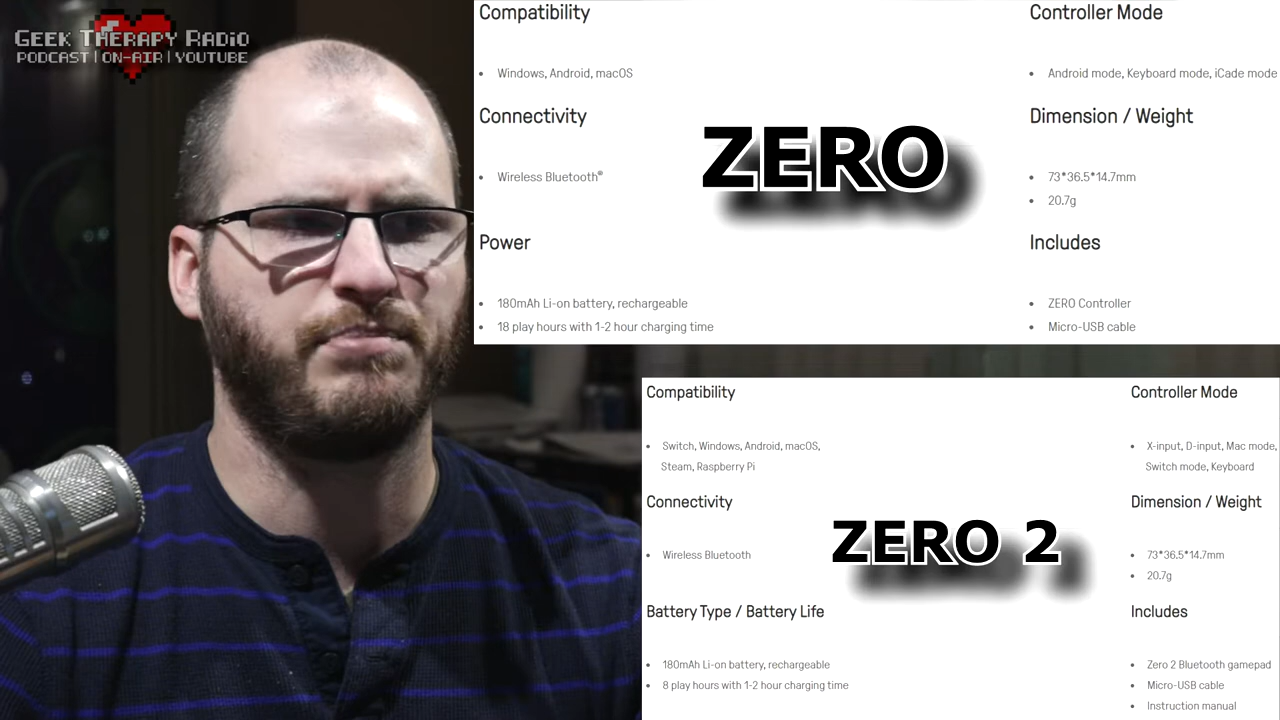 GEEK THERAPY RADIO
PODCAST | ON-AIR | YOUTUBE
Compatibility
• Windows, Android, macOS
Connectivity
• Wireless Bluetooth®
Power
• 180mAh Li-on battery, rechargeable
• 18 play hours with 1-2 hour charging time
Controller Mode
• Android mode, Keyboard mode, iCade mode
Dimension / Weight
• 73*36.5*14.7mm
• 20.7g
Includes
• ZERO Controller
• Micro-USB cable
ZERO
Compatibility
• Switch, Windows, Android, macOS,
Steam, Raspberry Pi
Connectivity
• Wireless Bluetooth
Battery Type / Battery Life
• 180mAh Li-on battery, rechargeable
• 8 play hours with 1-2 hour charging time
Controller Mode
• X-input, D-input, Mac mode,
Switch mode, Keyboard
Dimension / Weight
• 73*36.5*14.7mm
• 20.7g
Includes
• Zero 2 Bluetooth gamepad
• Micro-USB cable
• Instruction manual
ZERO 2